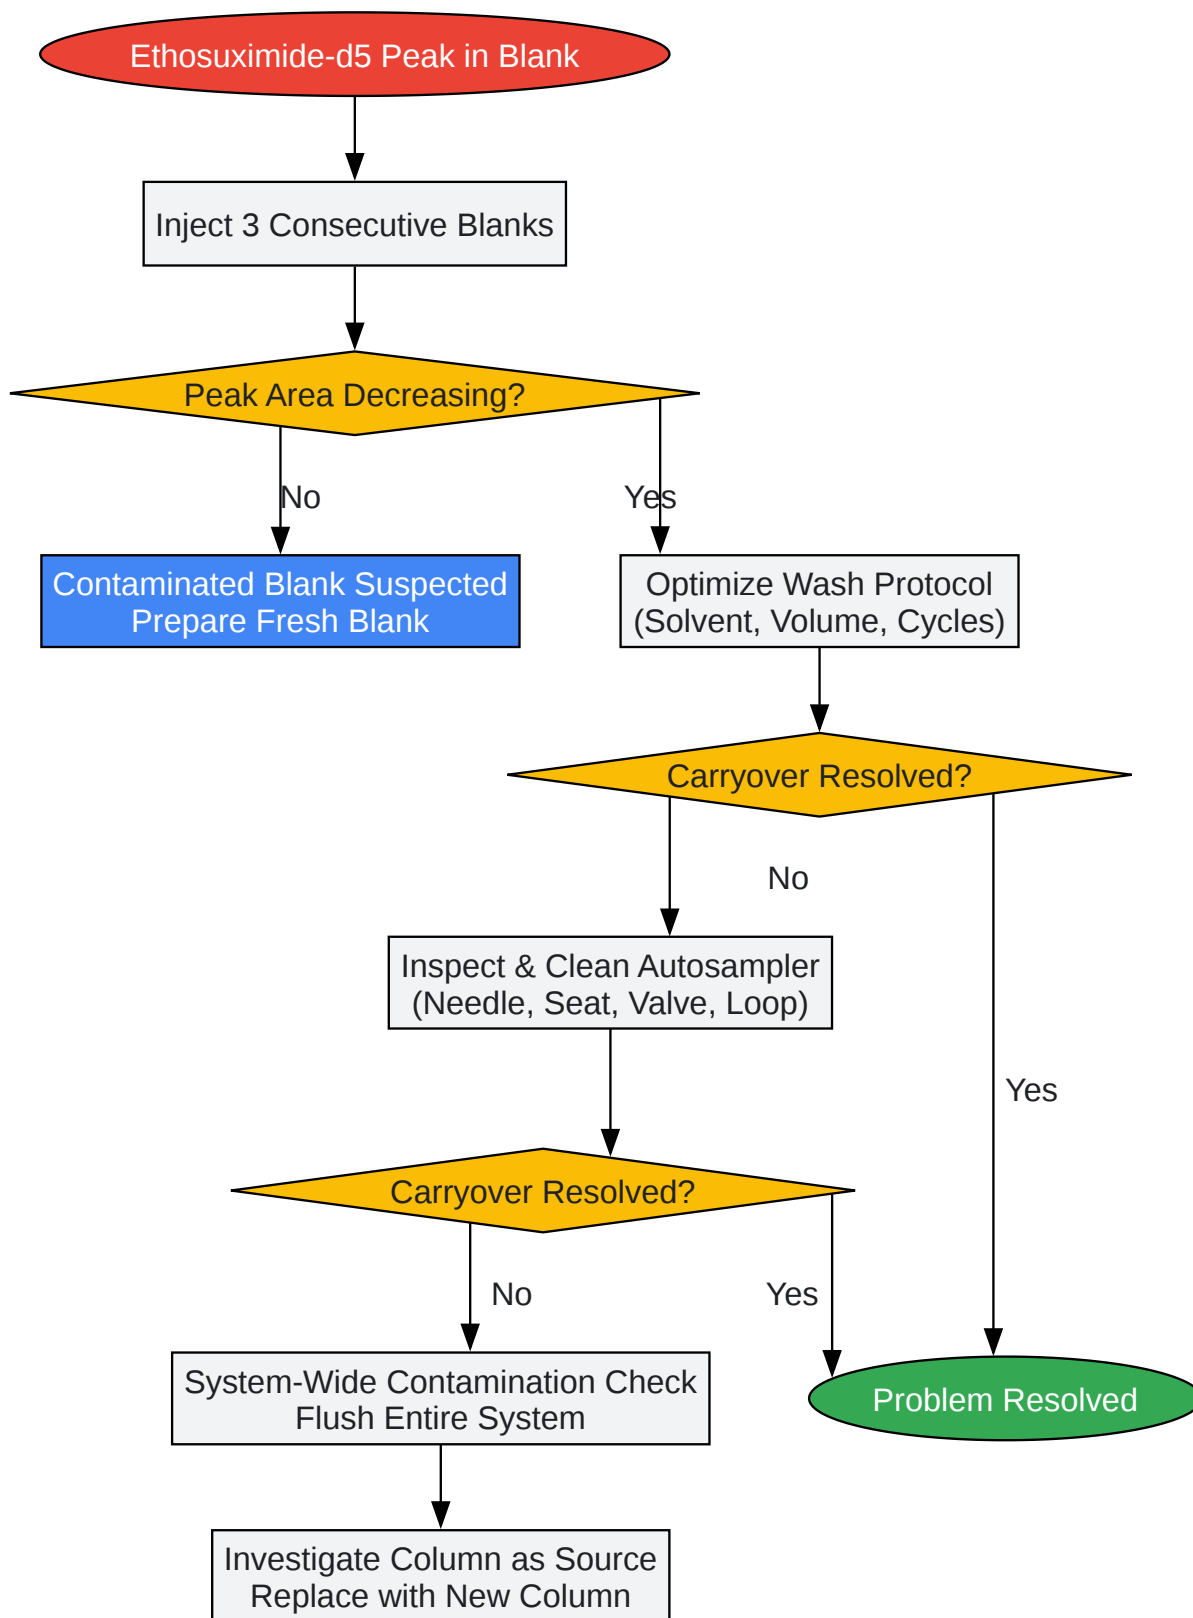 Ethosuximide-d5 Peak in Blank
Inject 3 Consecutive Blanks
Peak Area Decreasing?
No
Yes
Contaminated Blank Suspected
Prepare Fresh Blank
Optimize Wash Protocol
(Solvent, Volume, Cycles)
Carryover Resolved?
No
Inspect & Clean Autosampler
(Needle, Seat, Valve, Loop)
Yes
Carryover Resolved?
No
Yes
System-Wide Contamination Check
Flush Entire System
Problem Resolved
Investigate Column as Source
Replace with New Column